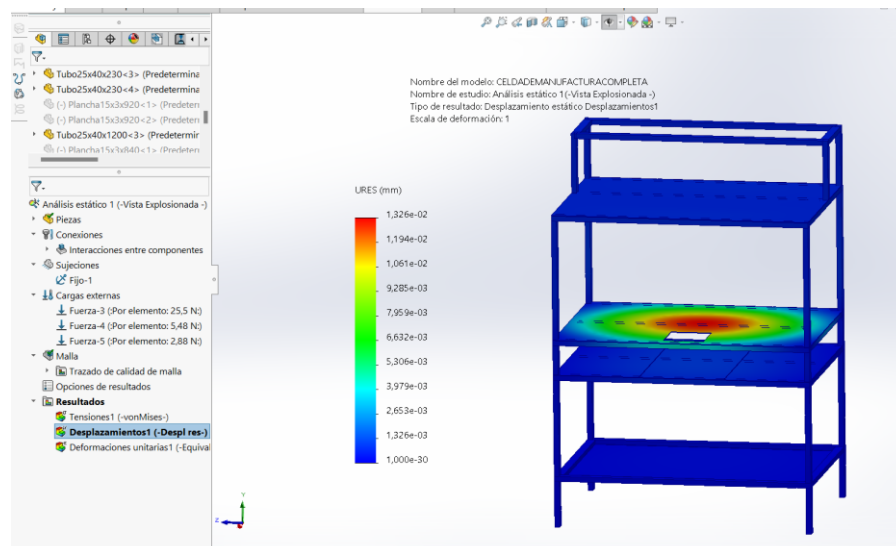 Tubo25x40x230<3> (Predetermina
Tubo25x40x230<4> (Predetermina
(-) Plancha15x3x920<1> (Predeten
(-) Plancha15x3x920<2> (Predeten
Tubo25x40x1200<3> (Predetermir
(-) Plancha15x3x840<1> (Predeten
Análisis estático 1 (-Vista Explosionada -)
Piezas
Conexiones
Interacciones entre componentes
Sujeciones
Fijo-1
Cargas externas
Fuerza-3 (:Por elemento: 25,5 N:)
Fuerza-4 (:Por elemento: 5,48 N:)
Fuerza-5 (:Por elemento: 2,88 N:)
Malla
Trazado de calidad de malla
Opciones de resultados
Resultados
Tensiones1 (-vonMises-)
Desplazamientos1 (-Despl res-)
Deformaciones unitarias1 (-Equival
Nombre del modelo: CELDADEMANUFACTURACOMPLETA
Nombre de estudio: Análisis estático 1(-Vista Explosionada -)
Tipo de resultado: Desplazamiento estático Desplazamientos1
Escala de deformación: 1
URES (mm)
1,326e-02
1,194e-02
1,061e-02
9,285e-03
7,959e-03
6,632e-03
5,306e-03
3,979e-03
2,653e-03
1,326e-03
1,000e-30
Y
Z